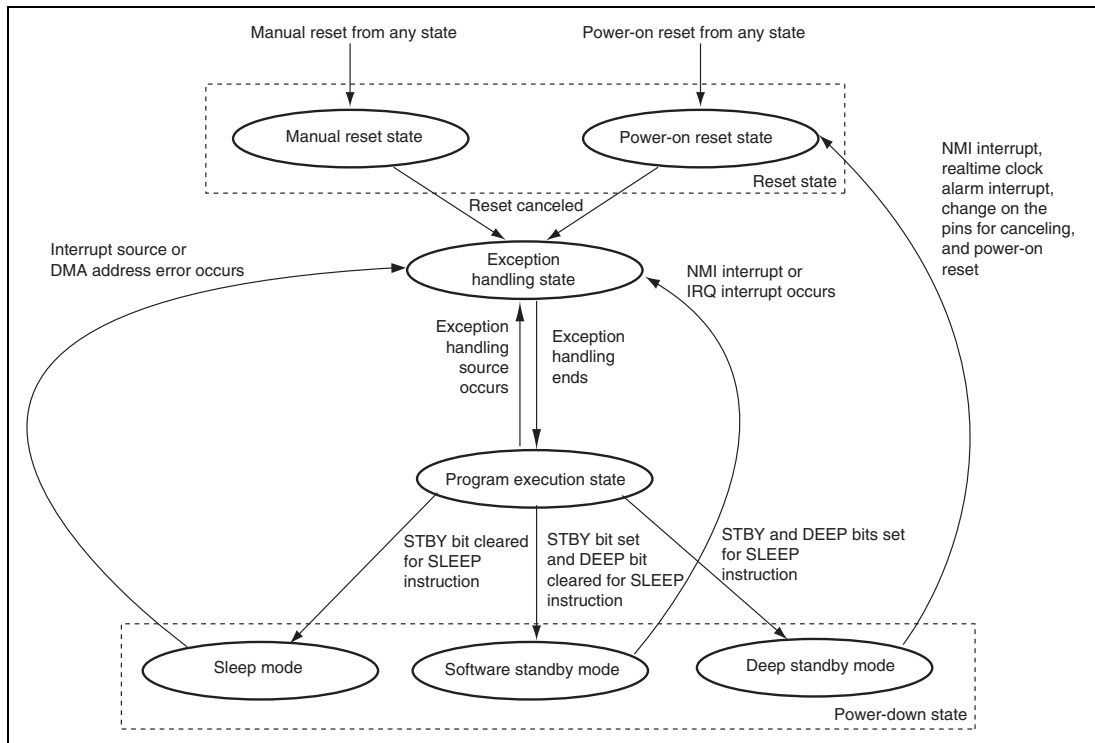 Manual reset from any state
Power-on reset from any state
Manual reset state
Power-on reset state
Reset state
NMI interrupt,
realtime clock
alarm interrupt,
change on the
pins for canceling,
and power-on
reset
Reset canceled
Interrupt source or
DMA address error occurs
Exception
handling state
NMI interrupt or
IRQ interrupt occurs
Exception
handling
source
occurs
Exception
handling
ends
Program execution state
STBY bit cleared
for SLEEP
instruction
STBY bit set
and DEEP bit
cleared for SLEEP
instruction
STBY and DEEP bits set
for SLEEP
instruction
Sleep mode
Software standby mode
Deep standby mode
Power-down state